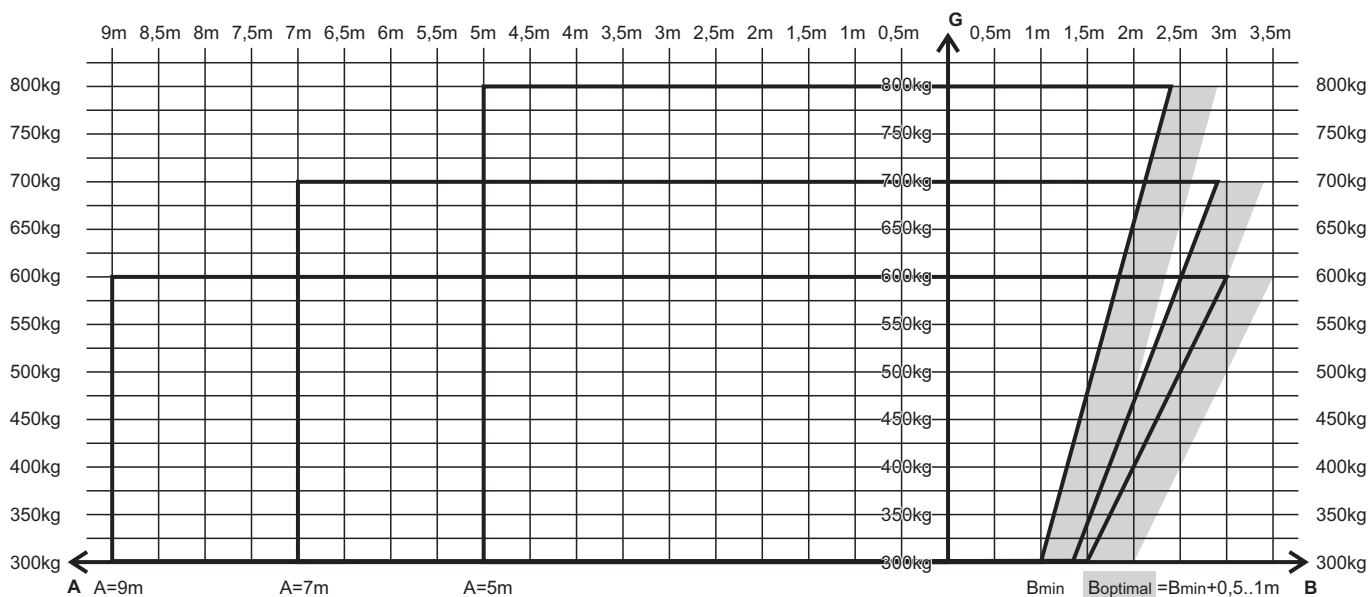 G
9m 8,5m 8m 7,5m 7m 6,5m 6m 5,5m 5m 4,5m 4m 3,5m 3m 2,5m 2m 1,5m 1m 0,5m 0,5m 1m 1,5m 2m 2,5m 3m 3,5m
800kg 800kg 800kg
750kg 750kg 750kg
700kg 700kg 700kg
650kg 650kg 650kg
600kg 600kg 600kg
550kg 550kg 550kg
500kg 500kg 500kg
450kg 450kg 450kg
400kg 400kg 400kg
350kg 350kg 350kg
300kg 300kg 300kg
A A=9m A=7m A=5m Bmin Boptimal =Bmin+0,5..1m B